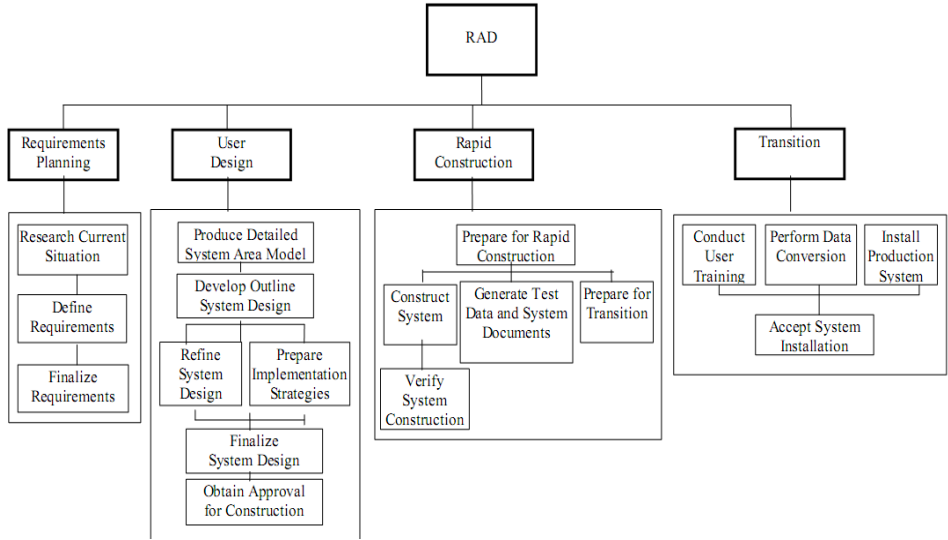 RAD
Requirements
Planning
User
Design
Rapid
Construction
Transition
Research Current
Situation
Define
Requirements
Finalize
Requirements
Produce Detailed
System Area Model
Develop Outline
System Design
Refine
System
Design
Prepare
Implementation
Strategies
Finalize
System Design
Obtain Approval
for Construction
Prepare for Rapid
Construction
Construct
System
Generate Test
Data and System
Documents
Prepare for
Transition
Verify
System
Construction
Conduct
User
Training
Perform Data
Conversion
Install
Production
System
Accept System
Installation